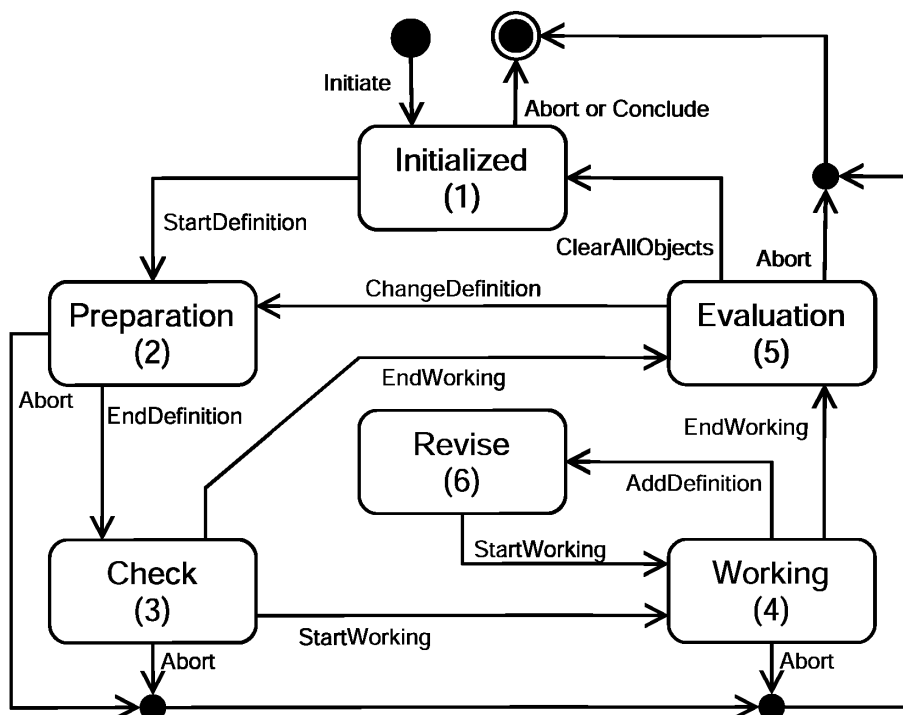 Initiate
Abort or Conclude
Initialized
(1)
StartDefinition
ClearAllObjects
Abort
ChangeDefinition
Preparation
(2)
Evaluation
(5)
Abort
EndDefinition
EndWorking
EndWorking
Revise
(6)
AddDefinition
StartWorking
Check
(3)
Working
(4)
StartWorking
Abort
Abort